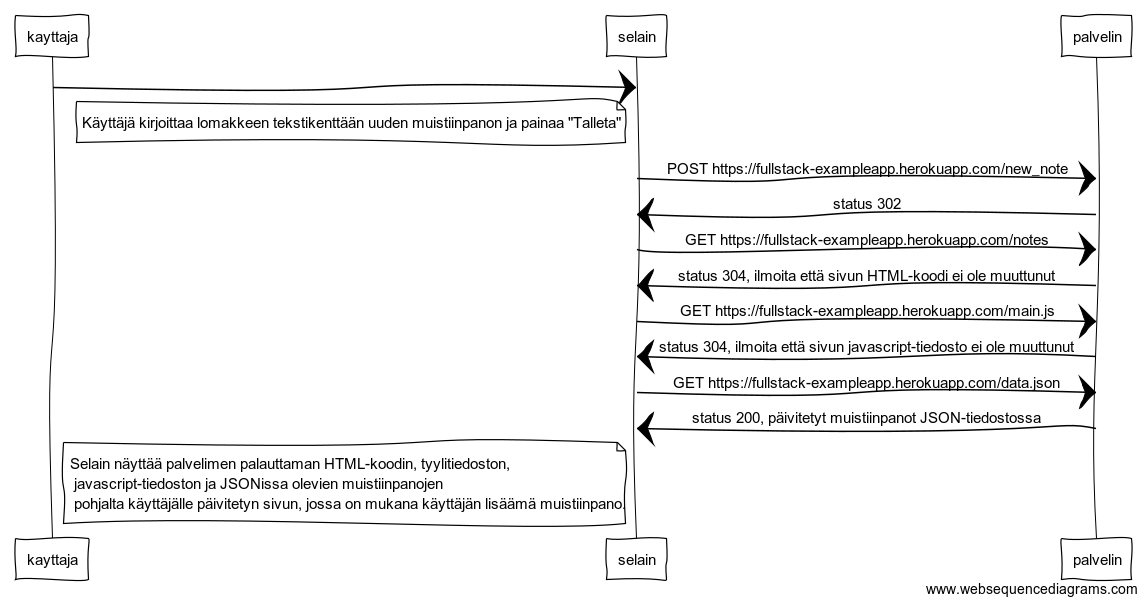 kayttaja
selain
palvelin
Käyttäjä kirjoittaa lomakkeen tekstikenttään uuden muistiinpanon ja painaa "Talleta"
POST https://fullstack-exampleapp.herokuapp.com/new_note
status 302
GET https://fullstack-exampleapp.herokuapp.com/notes
status 304, ilmoita että sivun HTML-koodi ei ole muuttunut
GET https://fullstack-exampleapp.herokuapp.com/main.js
status 304, ilmoita että sivun javascript-tiedosto ei ole muuttunut
GET https://fullstack-exampleapp.herokuapp.com/data.json
status 200, päivitetyt muistiinpanot JSON-tiedostossa
Selain näyttää palvelimen palauttaman HTML-koodin, tyylitiedoston,
javascript-tiedoston ja JSONissa olevien muistiinpanojen
pohjalta käyttäjälle päivitetyn sivun, jossa on mukana käyttäjän lisäämä muistiinpano.
kayttaja
selain
palvelin
www.websequencediagrams.com